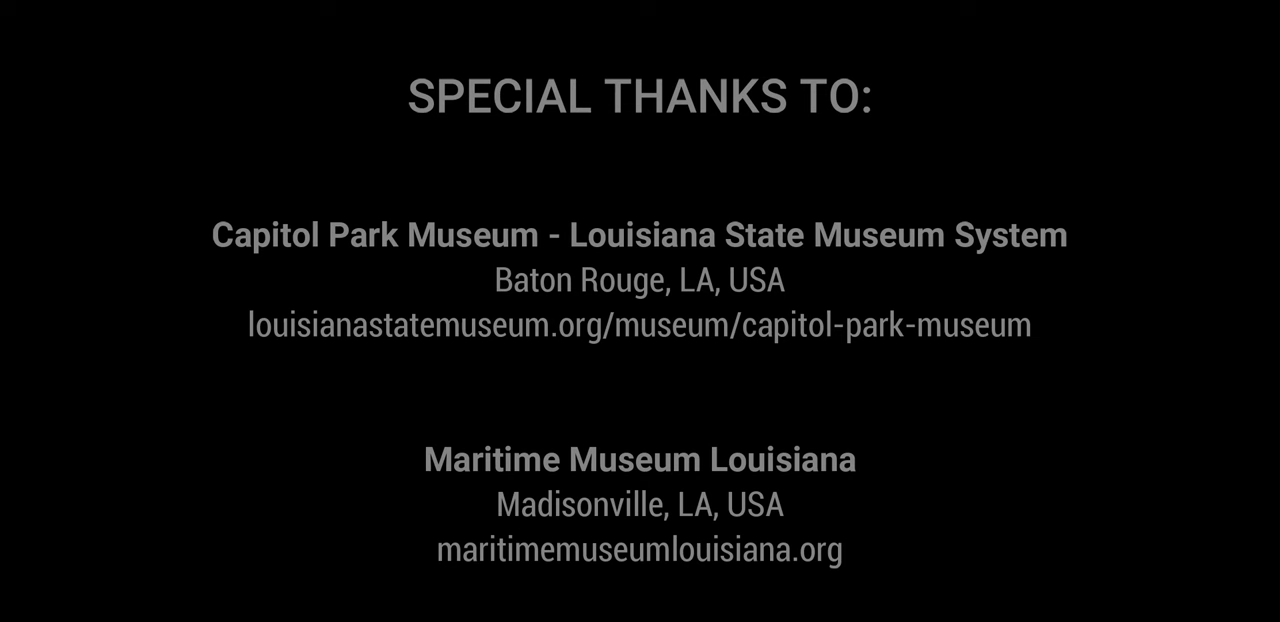 SPECIAL THANKS TO:
Capitol Park Museum - Louisiana State Museum System
Baton Rouge, LA, USA
louisianastatemuseum.org/museum/capitol-park-museum
Maritime Museum Louisiana
Madisonville, LA, USA
maritimemuseumlouisiana.org